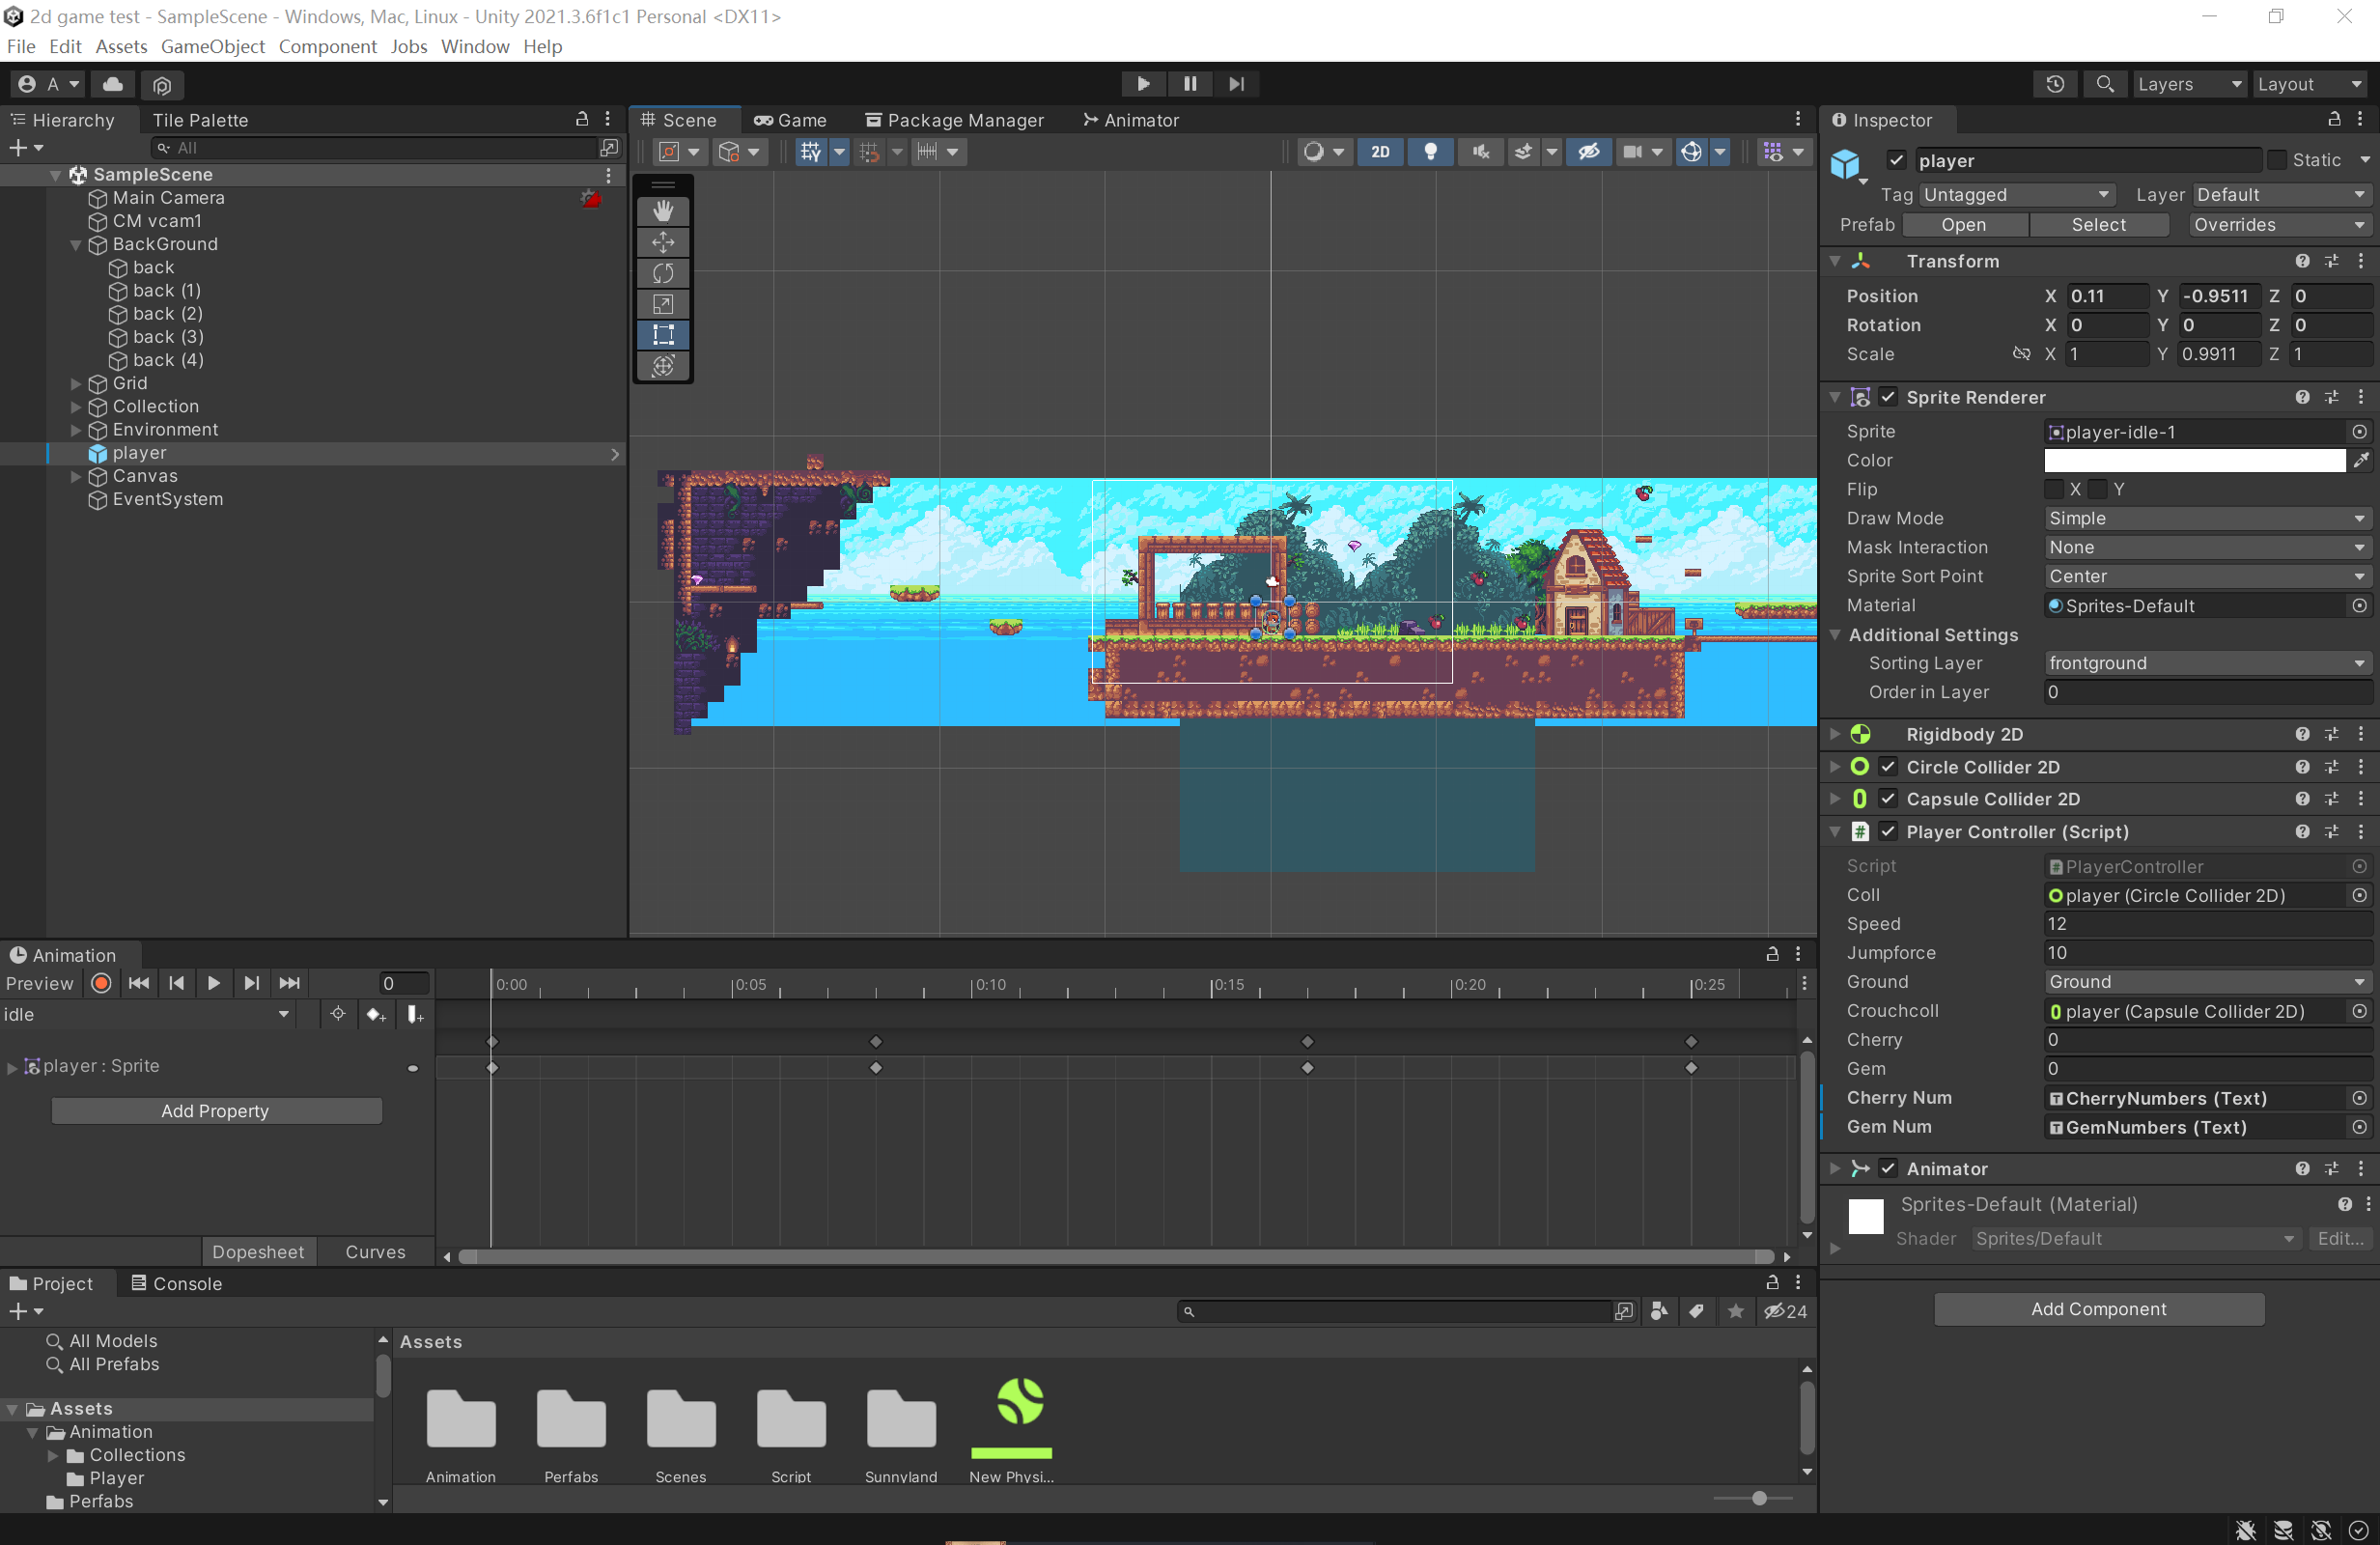 2d game test - SampleScene - Windows, Mac, Linux - Unity 2021.3.6f1c1 Personal <DX11>
File Edit Assets GameObject Component Jobs Window Help
A
Layers Layout
Hierarchy Tile Palette
All
SampleScene
Main Camera
CM vcam1
BackGround
back
back (1)
back (2)
back (3)
back (4)
Grid
Collection
Environment
player
Canvas
EventSystem
Scene Game Package Manager Animator
2D
Inspector
player Static
Tag Untagged Layer Default
Prefab Open Select Overrides
Transform
Position X 0.11 Y -0.9511 Z 0
Rotation X 0 Y 0 Z 0
Scale X 1 Y 0.9911 Z 1
Sprite Renderer
Sprite player-idle-1
Color
Flip X Y
Draw Mode Simple
Mask Interaction None
Sprite Sort Point Center
Material Sprites-Default
Additional Settings
Sorting Layer frontground
Order in Layer 0
Rigidbody 2D
Circle Collider 2D
Capsule Collider 2D
Player Controller (Script)
Script PlayerController
Coll player (Circle Collider 2D)
Speed 12
Jumpforce 10
Ground Ground
Crouchcoll player (Capsule Collider 2D)
Cherry 0
Gem 0
Cherry Num CherryNumbers (Text)
Gem Num GemNumbers (Text)
Animator
Sprites-Default (Material)
Shader Sprites/Default Edit...
Add Component
Animation
Preview 0
0:00 0:05 0:10 0:15 0:20 0:25
idle
player : Sprite
Add Property
Dopesheet Curves
Project Console
24
All Models
All Prefabs
Assets
Animation
Collections
Player
Perfabs
Assets
Animation Perfabs Scenes Script Sunnyland New Physi...